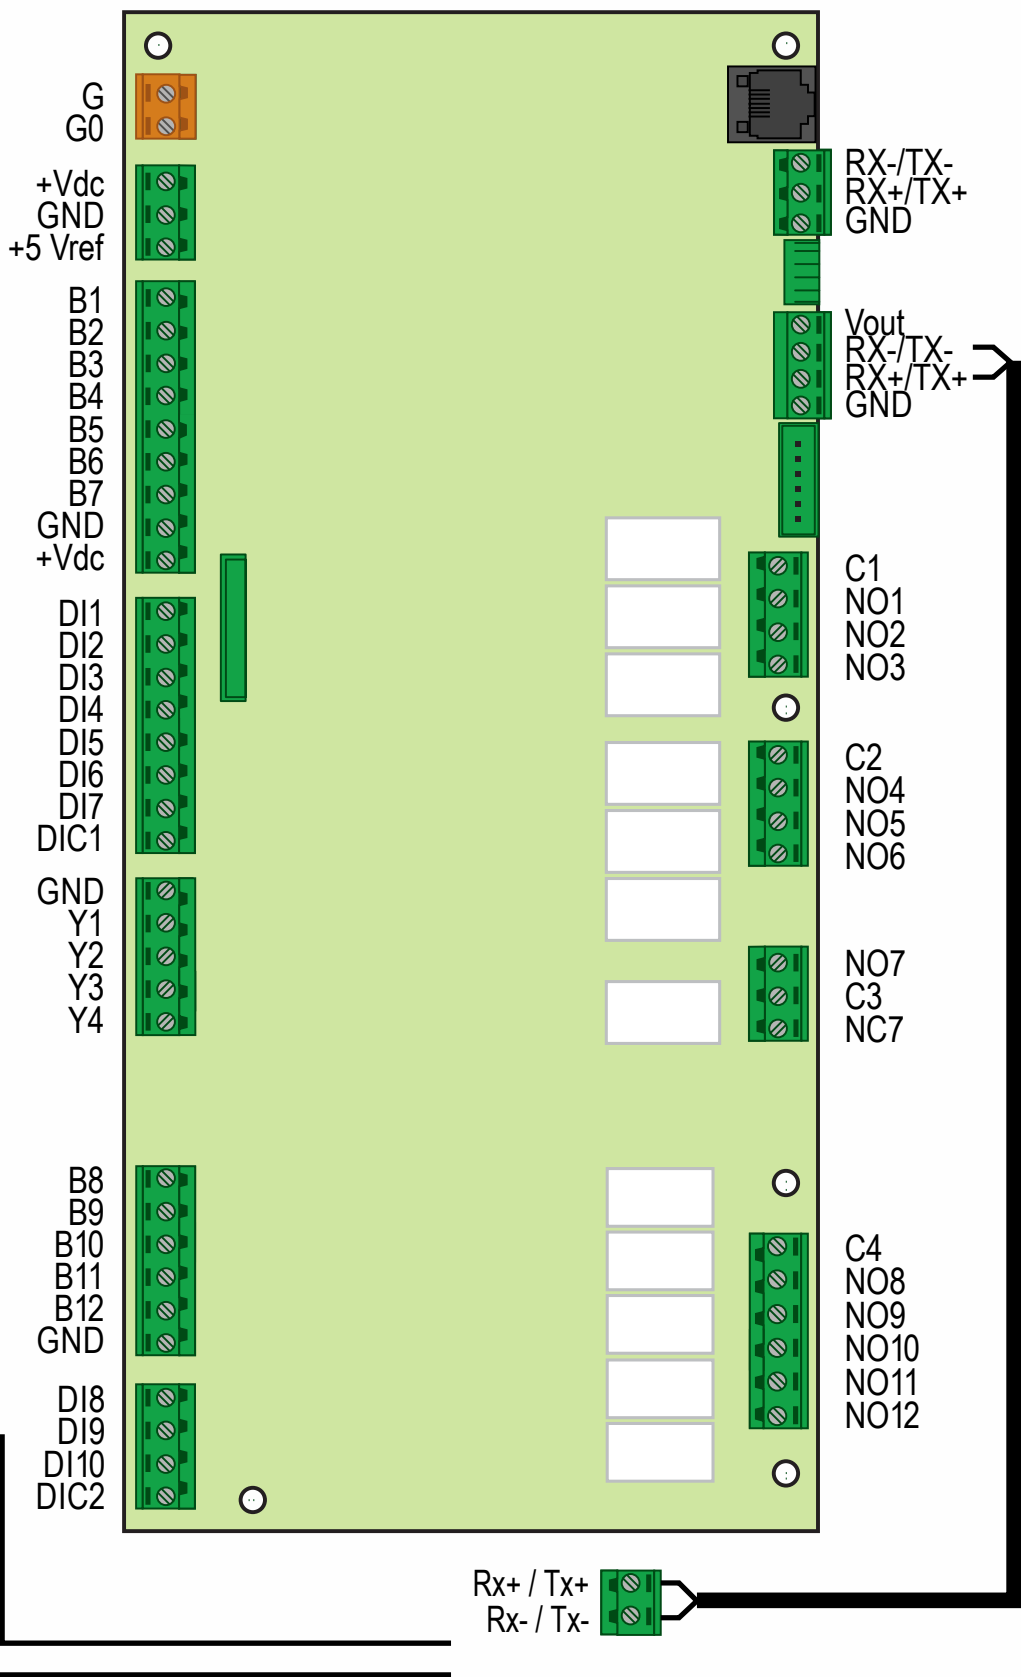 G
G0
+Vdc
GND
+5 Vref
B1
B2
B3
B4
B5
B6
B7
GND
+Vdc
DI1
DI2
DI3
DI4
DI5
DI6
DI7
DIC1
GND
Y1
Y2
Y3
Y4
B8
B9
B10
B11
B12
GND
DI8
DI9
DI10
DIC2
RX-/TX-
RX+/TX+
GND
Vout
RX-/TX-
RX+/TX+
GND
C1
NO1
NO2
NO3
C2
NO4
NO5
NO6
NO7
C3
NC7
C4
NO8
NO9
NO10
NO11
NO12
Rx+ / Tx+
Rx- / Tx-